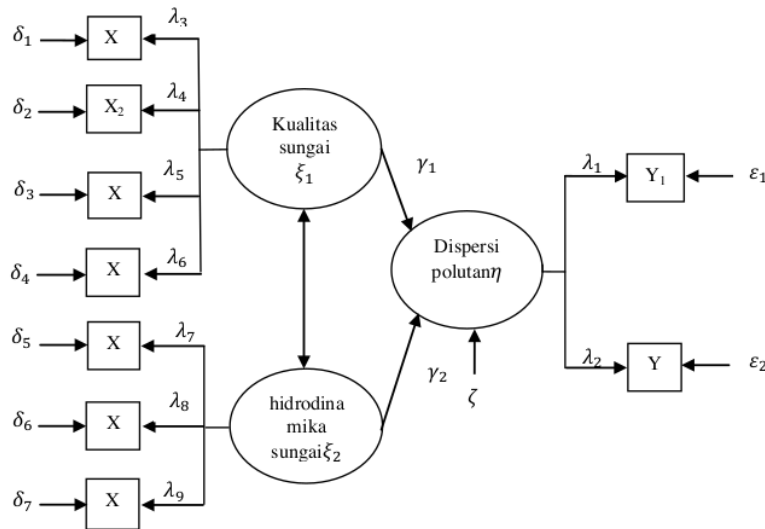 δ₁ X λ₃
δ₂ X₂ λ₄
δ₃ X λ₅
δ₄ X λ₆
δ₅ X λ₇
δ₆ X λ₈
δ₇ X λ₉
Kualitas
sungai
ξ₁
hidrodina
mika
sungaiξ₂
γ₁
γ₂
Dispersi
polutanη
ζ
λ₁ Y₁ ε₁
λ₂ Y ε₂